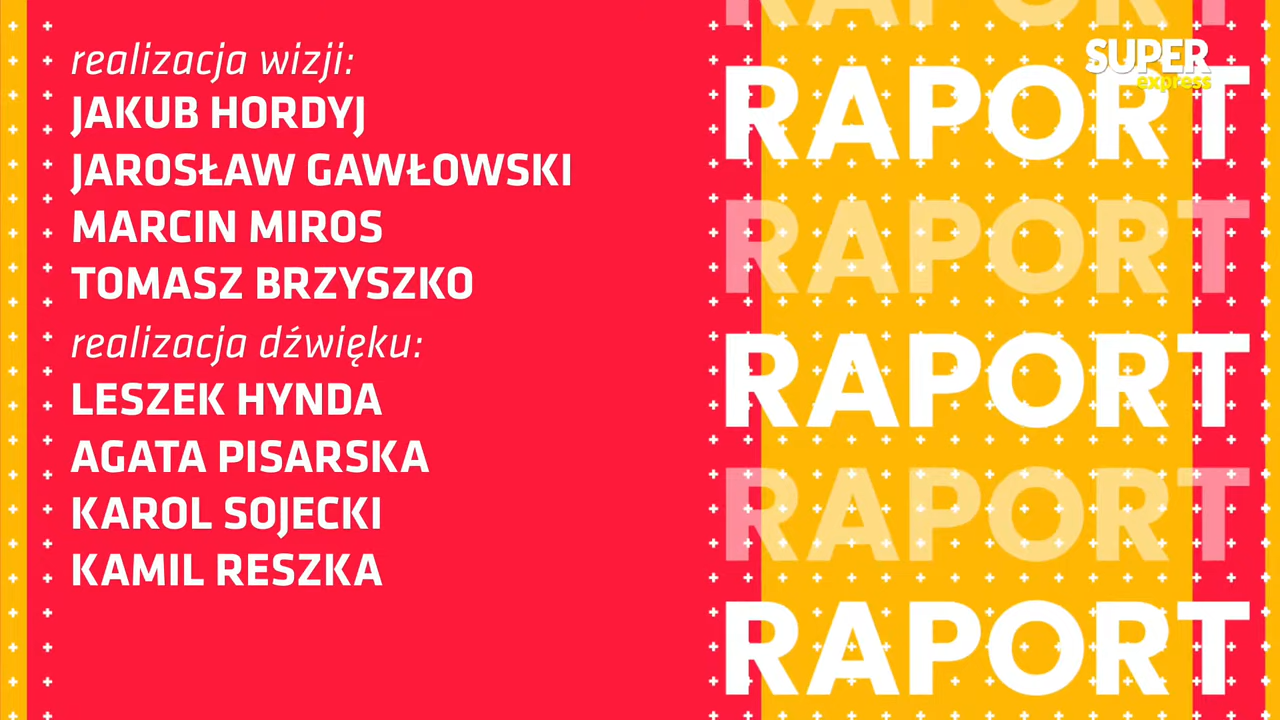 realizacja wizji:
JAKUB HORDYJ
JAROSŁAW GAWŁOWSKI
MARCIN MIROS
TOMASZ BRZYSZKO
realizacja dźwięku:
LESZEK HYNDA
AGATA PISARSKA
KAROL SOJECKI
KAMIL RESZKA
RAPORT
SUPER
express
RAPORT
RAPORT
RAPORT
RAPORT
RAPORT